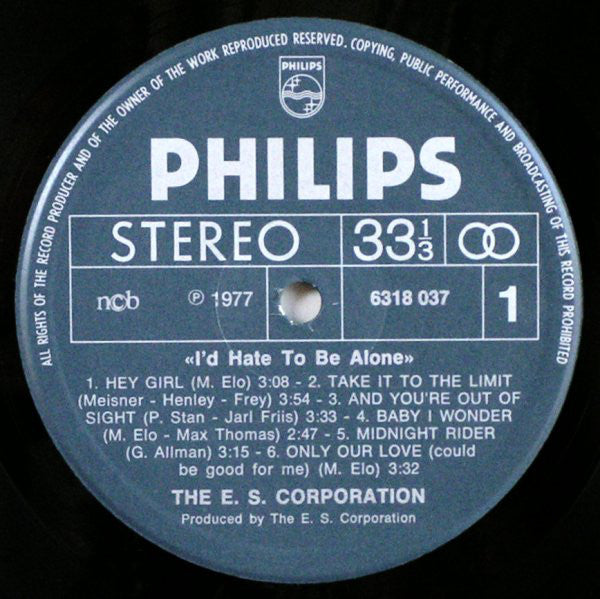 ALL RIGHTS OF THE RECORD PRODUCER AND OF THE OWNER OF THE WORK REPRODUCED RESERVED. COPYING, PUBLIC PERFORMANCE AND BROADCASTING OF THIS RECORD PROHIBITED
PHILIPS
PHILIPS
STEREO 33 1/3
ncb ℗ 1977 6318 037 1
«I'd Hate To Be Alone»
1. HEY GIRL (M. Elo) 3:08 - 2. TAKE IT TO THE LIMIT
(Meisner - Henley - Frey) 3:54 - 3. AND YOU'RE OUT OF
SIGHT (P. Stan - Jarl Friis) 3:33 - 4. BABY I WONDER
(M. Elo - Max Thomas) 2:47 - 5. MIDNIGHT RIDER
(G. Allman) 3:15 - 6. ONLY OUR LOVE (could
be good for me) (M. Elo) 3:32
THE E. S. CORPORATION
Produced by The E. S. Corporation